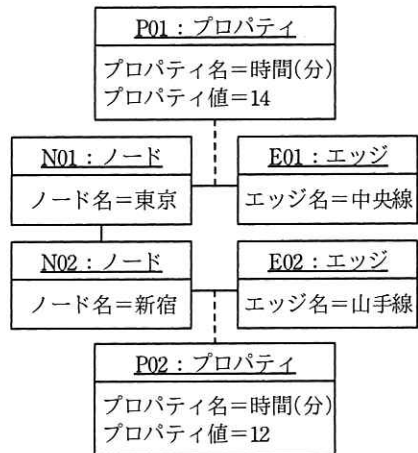 P01：プロパティ
プロパティ名＝時間(分)
プロパティ値＝14
N01：ノード
ノード名＝東京
E01：エッジ
エッジ名＝中央線
N02：ノード
ノード名＝新宿
E02：エッジ
エッジ名＝山手線
P02：プロパティ
プロパティ名＝時間(分)
プロパティ値＝12